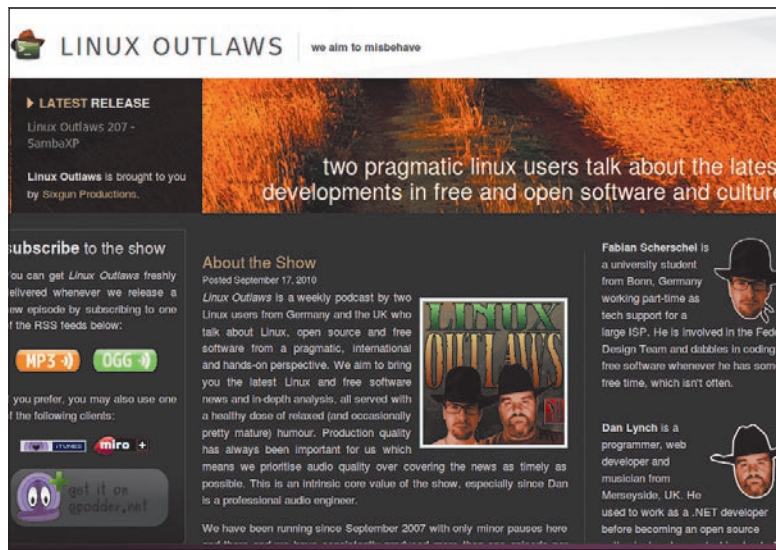 LINUX OUTLAWS
we aim to misbehave
LATEST RELEASE
Linux Outlaws 207 -
SambaXP
Linux Outlaws is brought to you
by Sixgun Productions.
two pragmatic linux users talk about the lates
developments in free and open software and culture
subscribe to the show
You can get Linux Outlaws freshly
delivered whenever we release a
new episode by subscribing to one
of the RSS feeds below:
MP3
OGG
f you prefer, you may also use one
of the following clients:
iTUNES
miro +
get it on
gpodder.net
About the Show
Posted September 17, 2010
Linux Outlaws is a weekly podcast by two
Linux users from Germany and the UK who
talk about Linux, open source and free
software from a pragmatic, international
and hands-on perspective. We aim to bring
you the latest Linux and free software
news and in-depth analysis, all served with
a healthy dose of relaxed (and occasionally
pretty mature) humour. Production quality
has always been important for us which
means we prioritise audio quality over covering the news as timely as
possible. This is an intrinsic core value of the show, especially since Dan
is a professional audio engineer.
We have been running since September 2007 with only minor pauses here
LINUX
OUTLAWS
Fabian Scherschel is
a university student
from Bonn, Germany
working part-time as
tech support for a
large ISP. He is involved in the Fed
Design Team and dabbles in coding
free software whenever he has som
free time, which isn't often.
Dan Lynch is a
programmer, web
developer and
musician from
Merseyside, UK. He
used to work as a .NET developer
before becoming an open source